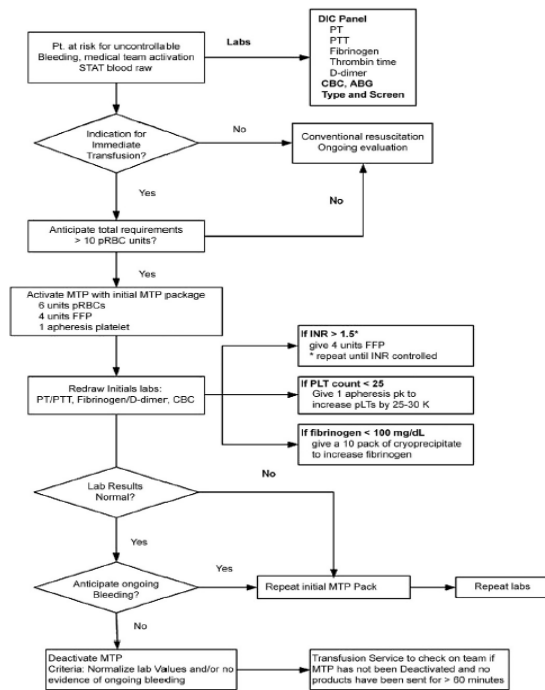 Pt. at risk for uncontrollable
Bleeding, medical team activation
STAT blood raw
Labs
DIC Panel
PT
PTT
Fibrinogen
Thrombin time
D-dimer
CBC, ABG
Type and Screen
Indication for
Immediate
Transfusion?
No
Conventional resuscitation
Ongoing evaluation
Yes
No
Anticipate total requirements
> 10 pRBC units?
Yes
Activate MTP with initial MTP package
6 units pRBCs
4 units FFP
1 apheresis platelet
If INR > 1.5*
give 4 units FFP
* repeat until INR controlled
Redraw Initials labs:
PT/PTT, Fibrinogen/D-dimer, CBC
If PLT count < 25
Give 1 apheresis pk to
increase pLTs by 25-30 K
If fibrinogen < 100 mg/dL
give a 10 pack of cryoprecipitate
to increase fibrinogen
Lab Results
Normal?
No
Yes
Anticipate ongoing
Bleeding?
Yes
Repeat initial MTP Pack
Repeat labs
No
Deactivate MTP
Criteria: Normalize lab Values and/or no
evidence of ongoing bleeding
Transfusion Service to check on team if
MTP has not been Deactivated and no
products have been sent for > 60 minutes